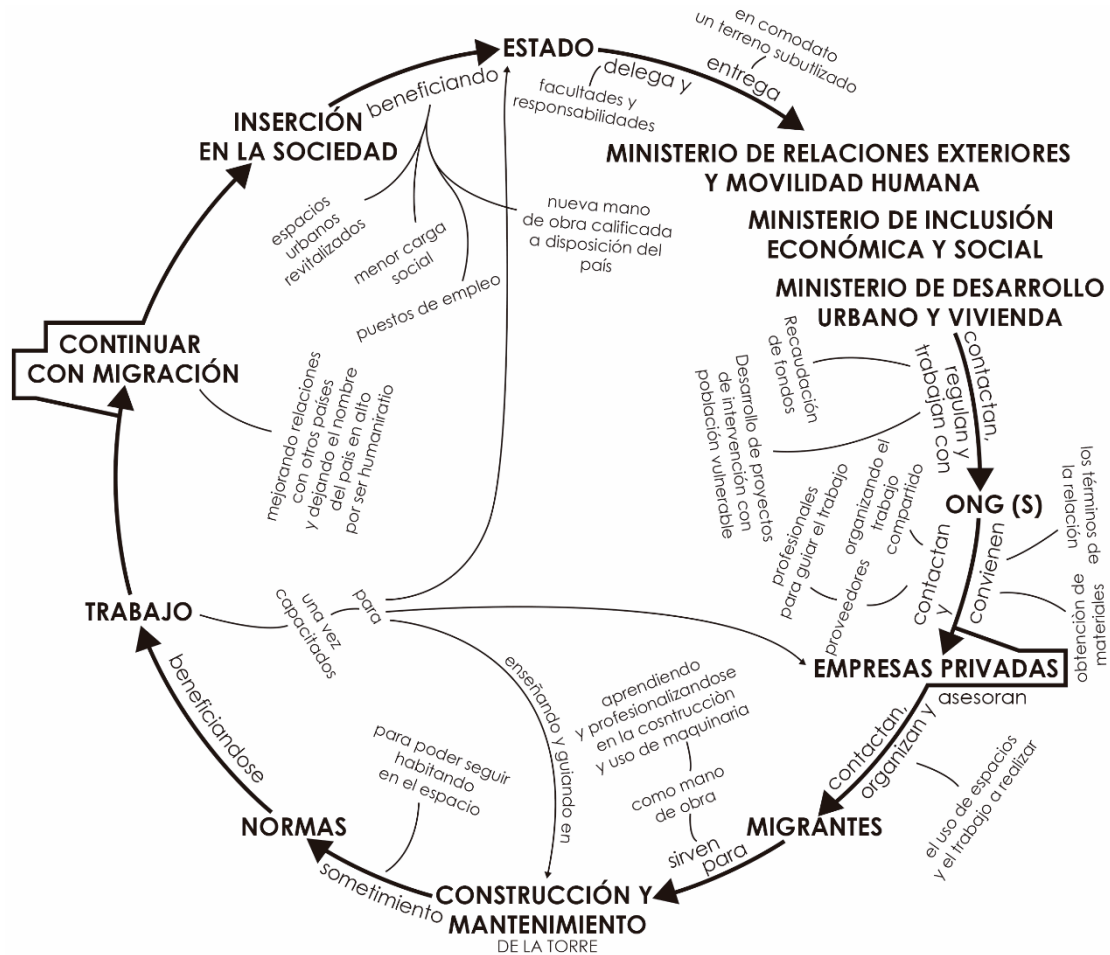 ESTADO
delega y
entrega
en comodato
un terreno subutlizado
facultades y
responsabilidades
MINISTERIO DE RELACIONES EXTERIORES
Y MOVILIDAD HUMANA
MINISTERIO DE INCLUSIÓN
ECONÓMICA Y SOCIAL
MINISTERIO DE DESARROLLO
URBANO Y VIVIENDA
contactan,
regulan y
trabajan con
Recaudación
de fondos
Desarrollo de proyectos
de intervención con
población vulnerable
ONG (S)
contactan
y
convienen
organizando el
trabajo
compartido
profesionales
para guiar el trabajo
proveedores
los términos de
la relación
obtención de
materiales
EMPRESAS PRIVADAS
asesoran
contactan,
organizan y
el uso de espacios
y el trabajo a realizar
MIGRANTES
sirven
para
como mano
de obra
aprendiendo
y profesionalizandose
en la cosntrucciòn
y uso de maquinaria
CONSTRUCCIÓN Y
MANTENIMIENTO
DE LA TORRE
sometimiento
para poder seguir
habitando
en el espacio
NORMAS
beneficiandose
TRABAJO
una vez
capacitados
para
enseñando y guiando en
CONTINUAR
CON MIGRACIÓN
mejorando relaciones
con otros países
y dejando el nombre
del pais en alto
por ser humaniratio
INSERCIÓN
EN LA SOCIEDAD
beneficiando
espacios
urbanos
revitalizados
menor carga
social
puestos de empleo
nueva mano
de obra calificada
a disposición del
país